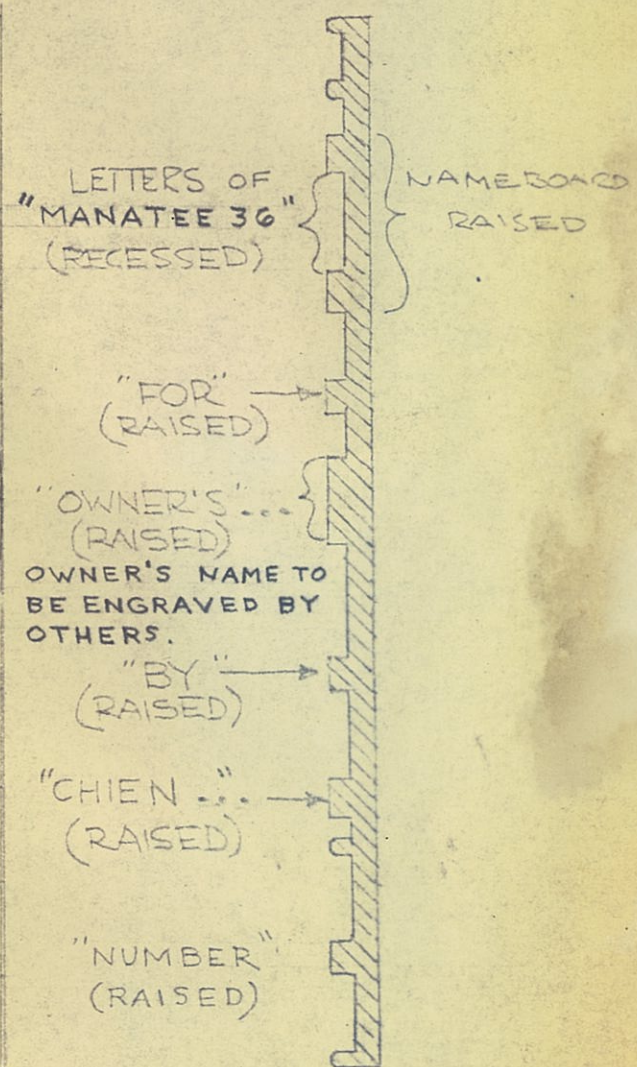 LETTERS OF
"MANATEE 36"
(RECESSED)
NAMEBOARD
RAISED
"FOR"
(RAISED)
"OWNER'S"...
(RAISED)
OWNER'S NAME TO
BE ENGRAVED BY
OTHERS.
"BY"
(RAISED)
"CHIEN ..."
(RAISED)
"NUMBER"
(RAISED)